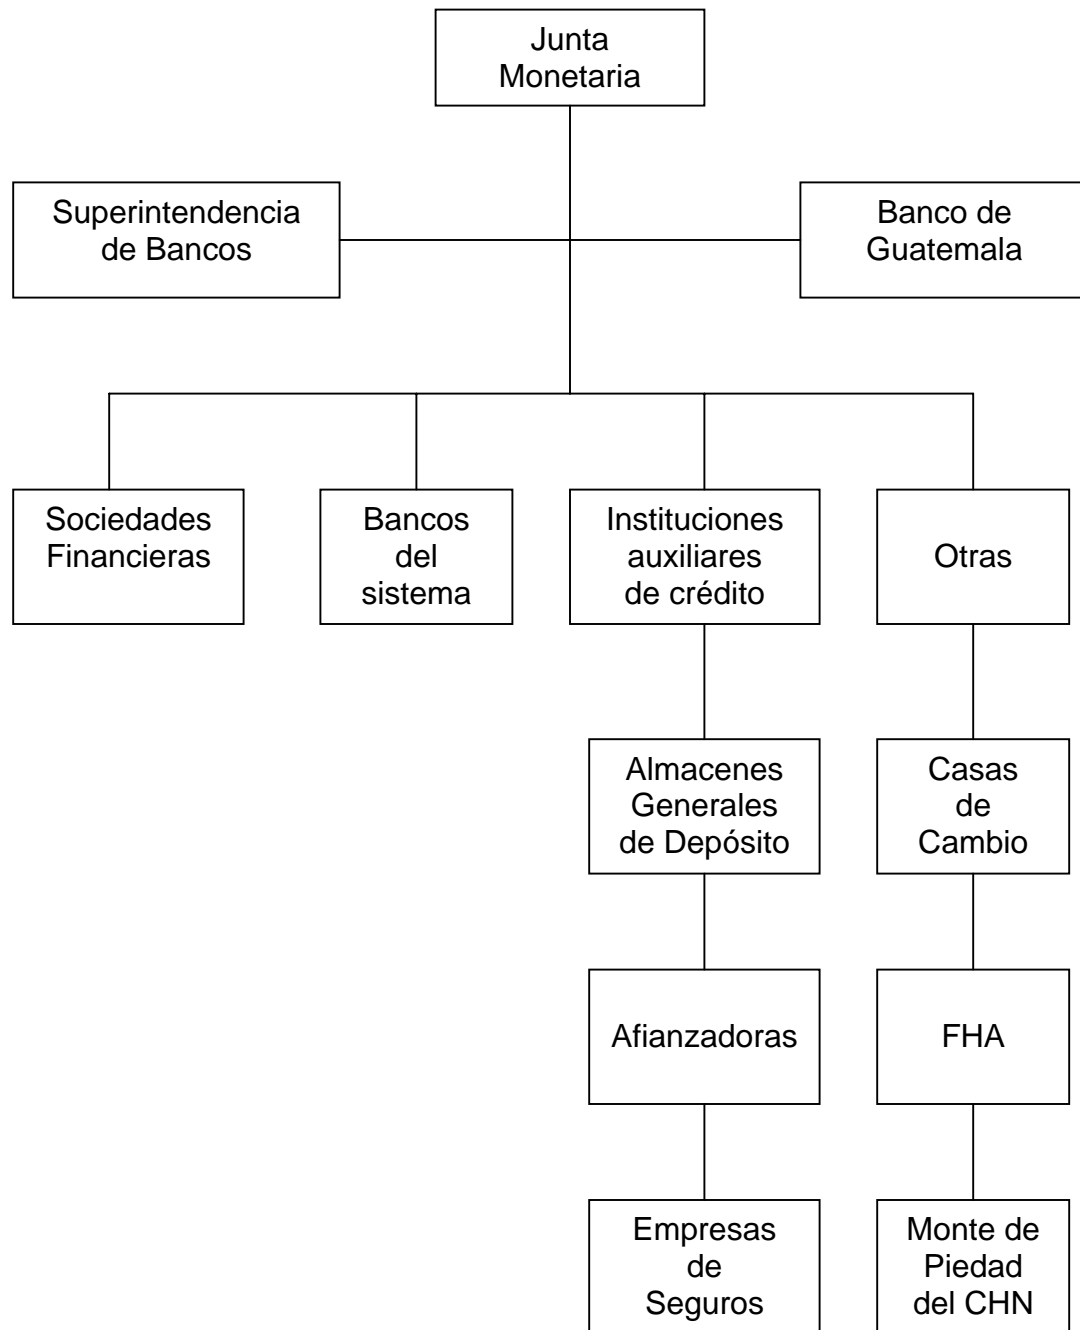 Junta
Monetaria
Superintendencia
de Bancos
Banco de
Guatemala
Sociedades
Financieras
Bancos
del
sistema
Instituciones
auxiliares
de crédito
Otras
Almacenes
Generales
de Depósito
Casas
de
Cambio
Afianzadoras
FHA
Empresas
de
Seguros
Monte de
Piedad
del CHN